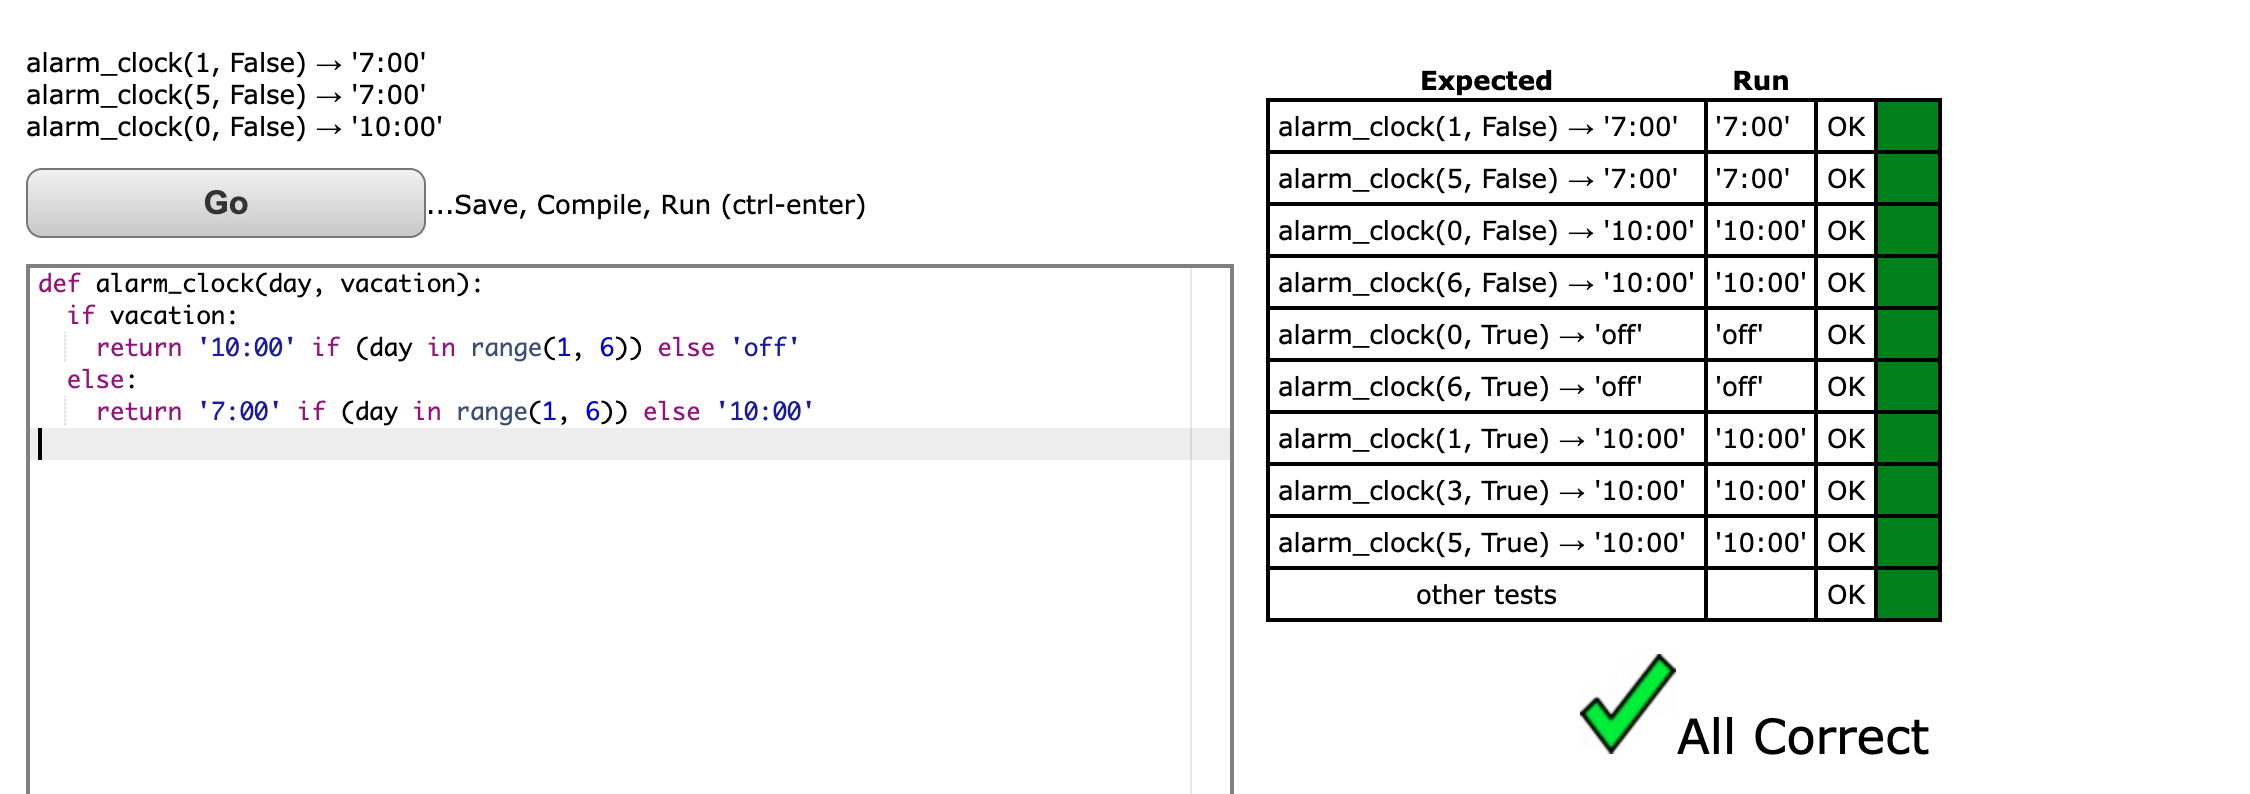 alarm_clock(1, False) → '7:00'
alarm_clock(5, False) → '7:00'
alarm_clock(0, False) → '10:00'
Go
...Save, Compile, Run (ctrl-enter)
def alarm_clock(day, vacation):
  if vacation:
    return '10:00' if (day in range(1, 6)) else 'off'
  else:
    return '7:00' if (day in range(1, 6)) else '10:00'
Expected Run
alarm_clock(1, False) → '7:00' '7:00' OK
alarm_clock(5, False) → '7:00' '7:00' OK
alarm_clock(0, False) → '10:00' '10:00' OK
alarm_clock(6, False) → '10:00' '10:00' OK
alarm_clock(0, True) → 'off' 'off' OK
alarm_clock(6, True) → 'off' 'off' OK
alarm_clock(1, True) → '10:00' '10:00' OK
alarm_clock(3, True) → '10:00' '10:00' OK
alarm_clock(5, True) → '10:00' '10:00' OK
other tests OK
All Correct